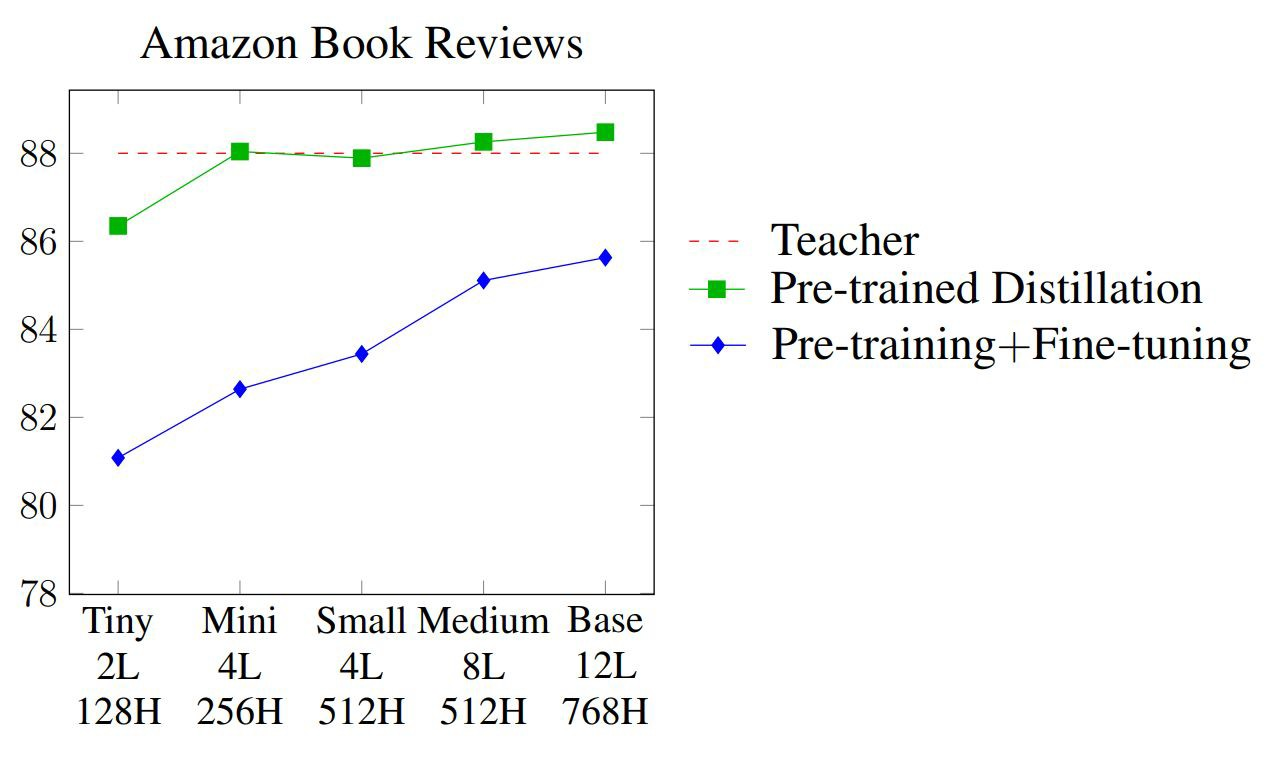 Amazon Book Reviews
88
86
84
82
80
78
Tiny Mini Small Medium Base
2L 4L 4L 8L 12L
128H 256H 512H 512H 768H
Teacher
Pre-trained Distillation
Pre-training+Fine-tuning